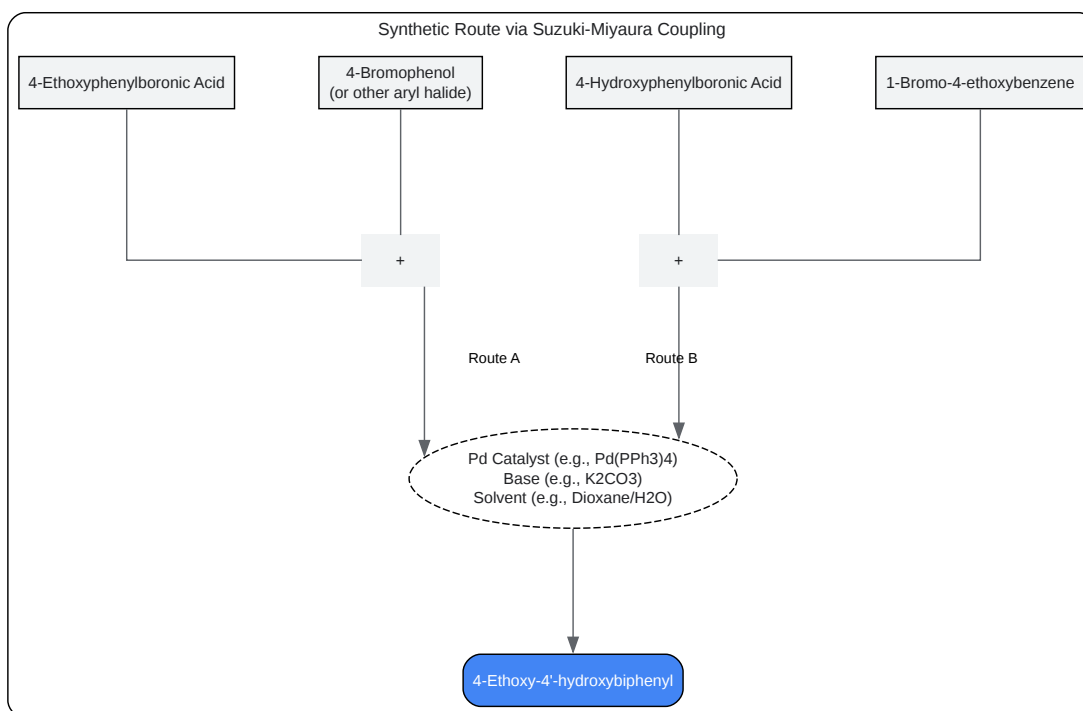 Synthetic Route via Suzuki-Miyaura Coupling
4-Ethoxyphenylboronic Acid
4-Bromophenol
(or other aryl halide)
4-Hydroxyphenylboronic Acid
1-Bromo-4-ethoxybenzene
+
+
Route A
Route B
Pd Catalyst (e.g., Pd(PPh3)4)
Base (e.g., K2CO3)
Solvent (e.g., Dioxane/H2O)
4-Ethoxy-4'-hydroxybiphenyl